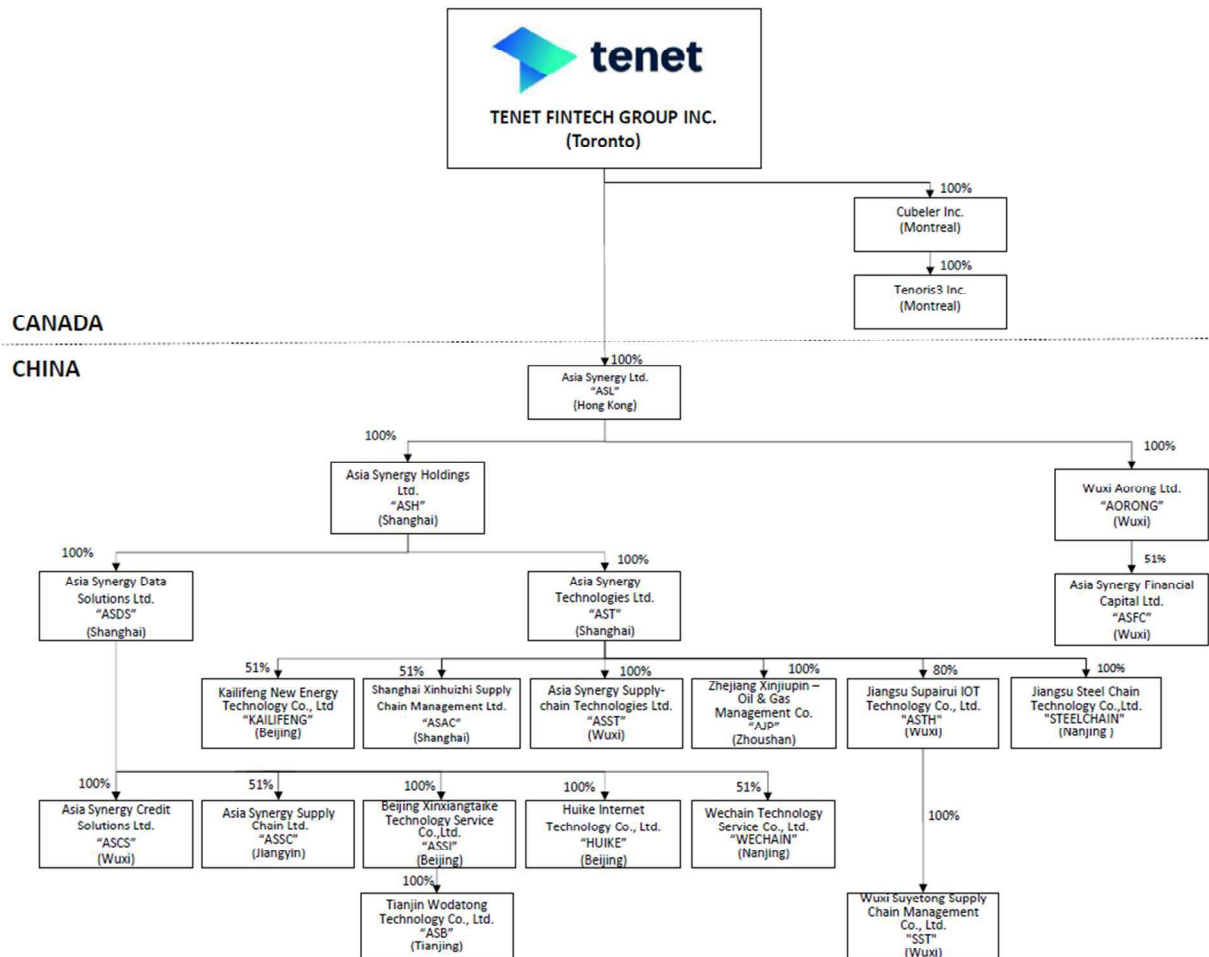 tenet
TENET FINTECH GROUP INC.
(Toronto)
100%
Cubeler Inc.
(Montreal)
100%
Tenoris3 Inc.
(Montreal)
CANADA
CHINA
100%
Asia Synergy Ltd.
"ASL"
(Hong Kong)
100%
100%
Asia Synergy Holdings
Ltd.
"ASH"
(Shanghai)
Wuxi Aorong Ltd.
"AORONG"
(Wuxi)
100%
100%
51%
Asia Synergy Data
Solutions Ltd.
"ASDS"
(Shanghai)
Asia Synergy
Technologies Ltd.
"AST"
(Shanghai)
Asia Synergy Financial
Capital Ltd.
"ASFC"
(Wuxi)
51%
51%
100%
100%
80%
100%
Kailifeng New Energy
Technology Co., Ltd
"KAILIFENG"
(Beijing)
Shanghai Xinhuizhi Supply
Chain Management Ltd.
"ASAC"
(Shanghai)
Asia Synergy Supply-
chain Technologies Ltd.
"ASST"
(Wuxi)
Zhejiang Xinjiupin –
Oil & Gas
Management Co.
"AJP"
(Zhoushan)
Jiangsu Supairui IOT
Technology Co., Ltd.
"ASTH"
(Wuxi)
Jiangsu Steel Chain
Technology Co.,Ltd.
"STEELCHAIN"
(Nanjing )
100%
51%
100%
100%
51%
100%
Asia Synergy Credit
Solutions Ltd.
"ASCS"
(Wuxi)
Asia Synergy Supply
Chain Ltd.
"ASSC"
(Jiangyin)
Beijing Xinxiangtaike
Technology Service
Co.,Ltd.
"ASSI"
(Beijing)
Huike Internet
Technology Co., Ltd.
"HUIKE"
(Beijing)
Wechain Technology
Service Co., Ltd.
"WECHAIN"
(Nanjing)
100%
Tianjin Wodatong
Technology Co., Ltd.
"ASB"
(Tianjing)
Wuxi Suyetong Supply
Chain Management
Co., Ltd.
"SST"
(Wuxi)